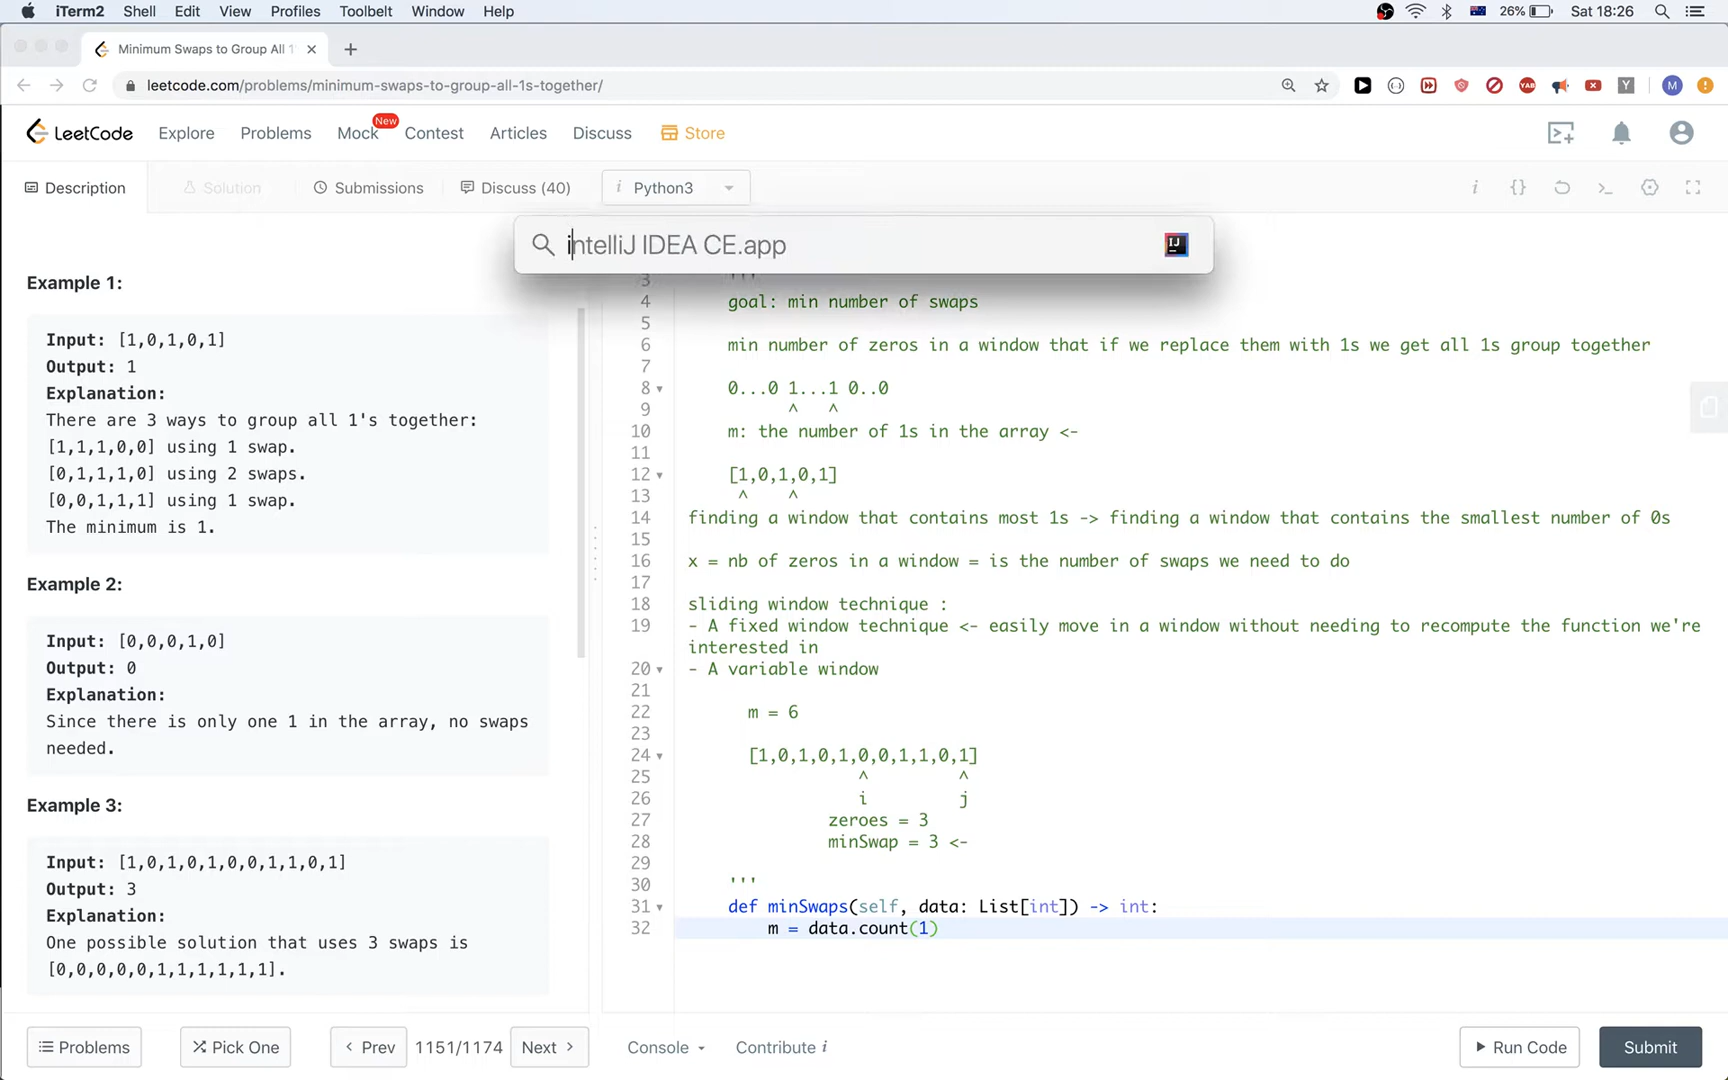 iTerm2 Shell Edit View Profiles Toolbelt Window Help 26% Sat 18:26
Minimum Swaps to Group All 1'
leetcode.com/problems/minimum-swaps-to-group-all-1s-together/
YAB Y M
LeetCode Explore Problems Mock New Contest Articles Discuss Store
Description Solution Submissions Discuss (40) i Python3
intelliJ IDEA CE.app
Example 1:
Input: [1,0,1,0,1]
Output: 1
Explanation:
There are 3 ways to group all 1's together:
[1,1,1,0,0] using 1 swap.
[0,1,1,1,0] using 2 swaps.
[0,0,1,1,1] using 1 swap.
The minimum is 1.
Example 2:
Input: [0,0,0,1,0]
Output: 0
Explanation:
Since there is only one 1 in the array, no swaps
needed.
Example 3:
Input: [1,0,1,0,1,0,0,1,1,0,1]
Output: 3
Explanation:
One possible solution that uses 3 swaps is
[0,0,0,0,0,1,1,1,1,1,1].
3 '''
4 goal: min number of swaps
5
6 min number of zeros in a window that if we replace them with 1s we get all 1s group together
7
8 0...0 1...1 0..0
9 ^ ^
10 m: the number of 1s in the array <-
11
12 [1,0,1,0,1]
13 ^ ^
14 finding a window that contains most 1s -> finding a window that contains the smallest number of 0s
15
16 x = nb of zeros in a window = is the number of swaps we need to do
17
18 sliding window technique :
19 - A fixed window technique <- easily move in a window without needing to recompute the function we're
interested in
20 - A variable window
21
22 m = 6
23
24 [1,0,1,0,1,0,0,1,1,0,1]
25 ^ ^
26 i j
27 zeroes = 3
28 minSwap = 3 <-
29
30 '''
31 def minSwaps(self, data: List[int]) -> int:
32 m = data.count(1)
Problems Pick One < Prev 1151/1174 Next > Console Contribute i Run Code Submit